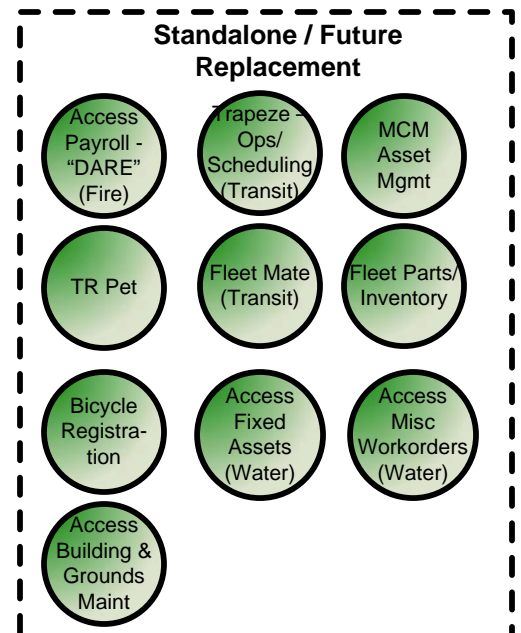 Standalone / Future
Replacement
Access
Payroll -
“DARE”
(Fire)
Trapeze –
Ops/
Scheduling
(Transit)
MCM
Asset
Mgmt
TR Pet
Fleet Mate
(Transit)
Fleet Parts/
Inventory
Bicycle
Registra-
tion
Access
Fixed
Assets
(Water)
Access
Misc
Workorders
(Water)
Access
Building &
Grounds
Maint